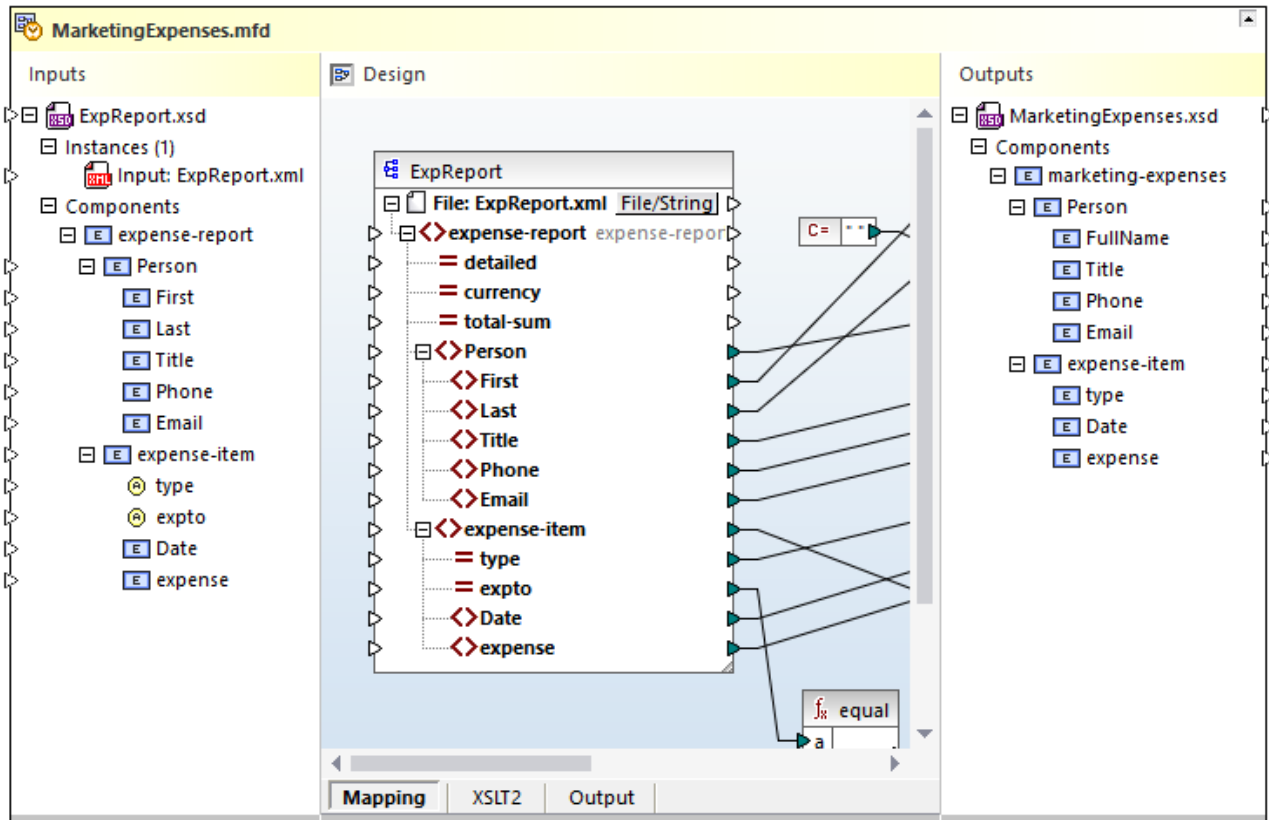 MarketingExpenses.mfd
Inputs
ExpReport.xsd
Instances (1)
Input: ExpReport.xml
Components
expense-report
Person
First
Last
Title
Phone
Email
expense-item
type
expto
Date
expense
Design
ExpReport
File: ExpReport.xml File/String
expense-report expense-repor
= detailed
= currency
= total-sum
Person
First
Last
Title
Phone
Email
expense-item
= type
= expto
Date
expense
C= " "
fx equal
a
Mapping XSLT2 Output
Outputs
MarketingExpenses.xsd
Components
marketing-expenses
Person
FullName
Title
Phone
Email
expense-item
type
Date
expense